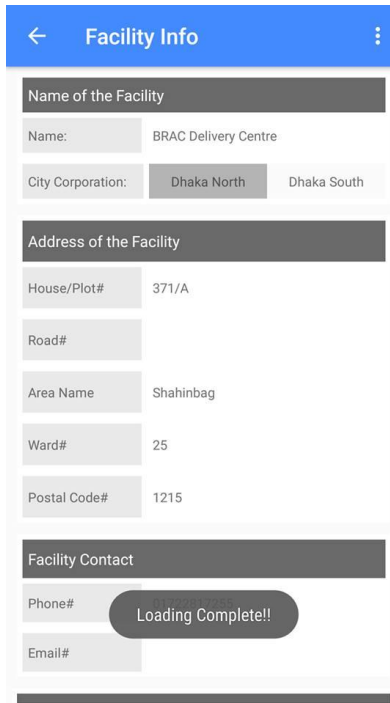 Facility Info
Name of the Facility
Name: BRAC Delivery Centre
City Corporation: Dhaka North Dhaka South
Address of the Facility
House/Plot# 371/A
Road#
Area Name Shahinbag
Ward# 25
Postal Code# 1215
Facility Contact
Phone#
Loading Complete!!
Email#